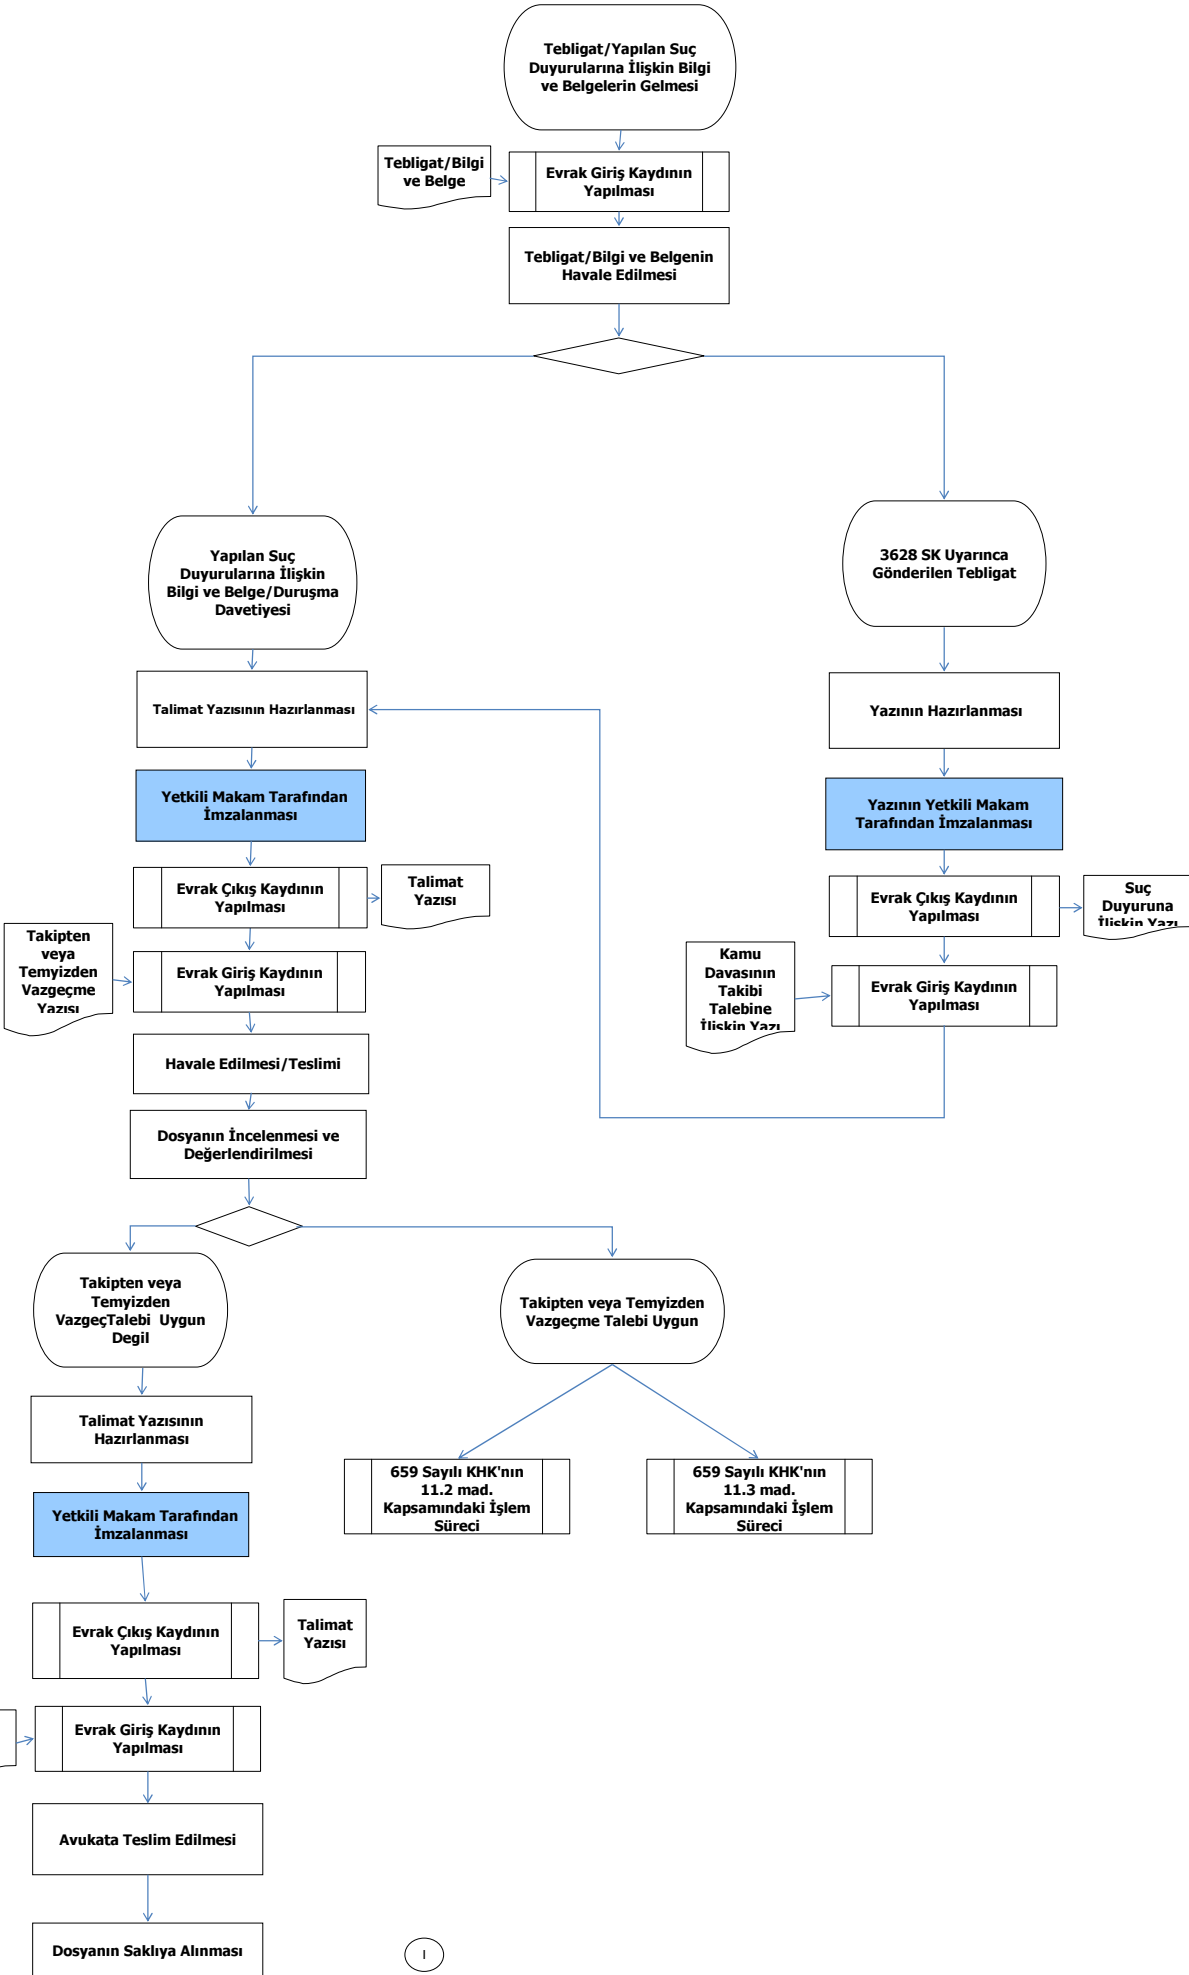 Tebligat/Yapılan Suç
Duyurularına İlişkin Bilgi
ve Belgelerin Gelmesi
Tebligat/Bilgi
ve Belge
Evrak Giriş Kaydının
Yapılması
Tebligat/Bilgi ve Belgenin
Havale Edilmesi
Yapılan Suç
Duyurularına İlişkin
Bilgi ve Belge/Duruşma
Davetiyesi
3628 SK Uyarınca
Gönderilen Tebligat
Talimat Yazısının Hazırlanması
Yazının Hazırlanması
Yetkili Makam Tarafından
İmzalanması
Yazının Yetkili Makam
Tarafından İmzalanması
Evrak Çıkış Kaydının
Yapılması
Talimat
Yazısı
Evrak Çıkış Kaydının
Yapılması
Suç
Duyuruna
İlişkin Yazı
Takipten
veya
Temyizden
Vazgeçme
Yazısı
Evrak Giriş Kaydının
Yapılması
Kamu
Davasının
Takibi
Talebine
İlişkin Yazı
Evrak Giriş Kaydının
Yapılması
Havale Edilmesi/Teslimi
Dosyanın İncelenmesi ve
Değerlendirilmesi
Takipten veya
Temyizden
VazgeçTalebi  Uygun
Degil
Takipten veya Temyizden
Vazgeçme Talebi Uygun
Talimat Yazısının
Hazırlanması
659 Sayılı KHK'nın
11.2 mad.
Kapsamındaki İşlem
Süreci
659 Sayılı KHK'nın
11.3 mad.
Kapsamındaki İşlem
Süreci
Yetkili Makam Tarafından
İmzalanması
Evrak Çıkış Kaydının
Yapılması
Talimat
Yazısı
Evrak Giriş Kaydının
Yapılması
Avukata Teslim Edilmesi
Dosyanın Saklıya Alınması
I